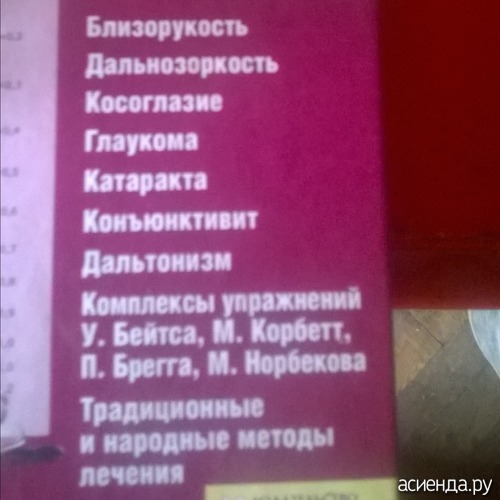 Близорукость
Дальнозоркость
Косоглазие
Глаукома
Катаракта
Конъюнктивит
Дальтонизм
Комплексы упражнений
У. Бейтса, М. Корбетт,
П. Брегга, М. Норбекова
Традиционные
и народные методы
лечения
асиенда.ру